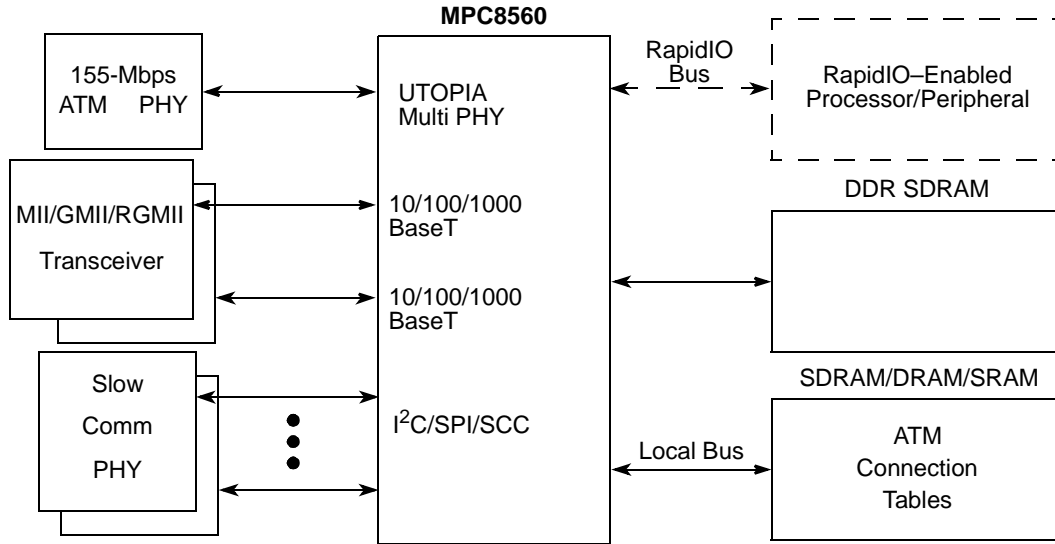 MPC8560
155-Mbps
ATM PHY
UTOPIA
Multi PHY
RapidIO
Bus
RapidIO–Enabled
Processor/Peripheral
MII/GMII/RGMII
Transceiver
10/100/1000
BaseT
10/100/1000
BaseT
DDR SDRAM
Slow
Comm
PHY
I²C/SPI/SCC
SDRAM/DRAM/SRAM
Local Bus
ATM
Connection
Tables